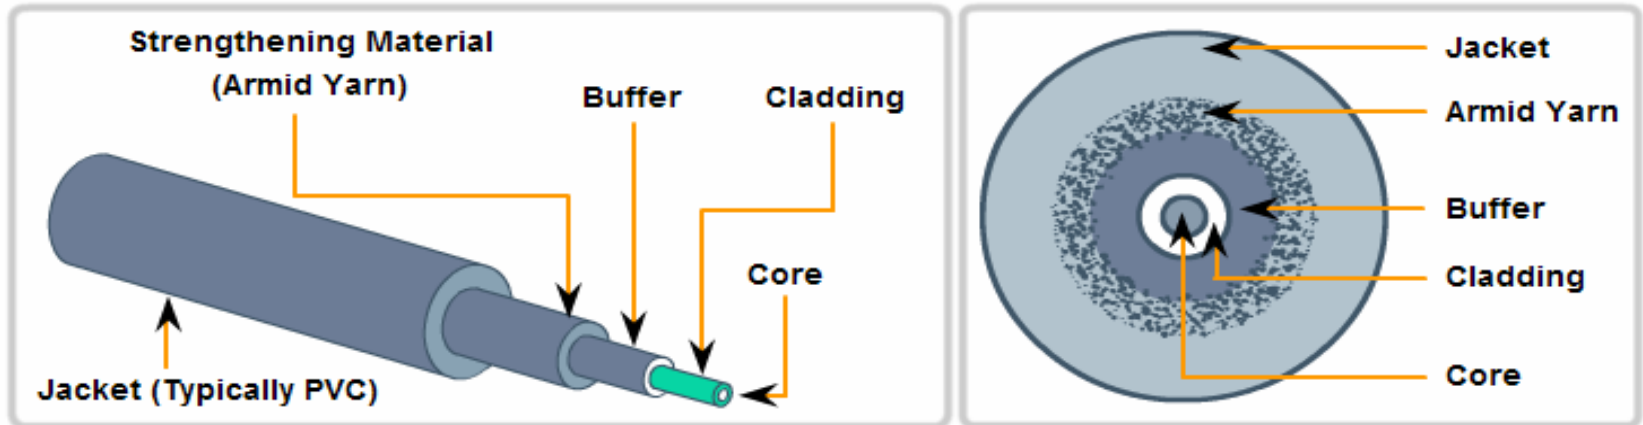 Strengthening Material
(Armid Yarn)
Buffer
Cladding
Core
Jacket (Typically PVC)
Jacket
Armid Yarn
Buffer
Cladding
Core